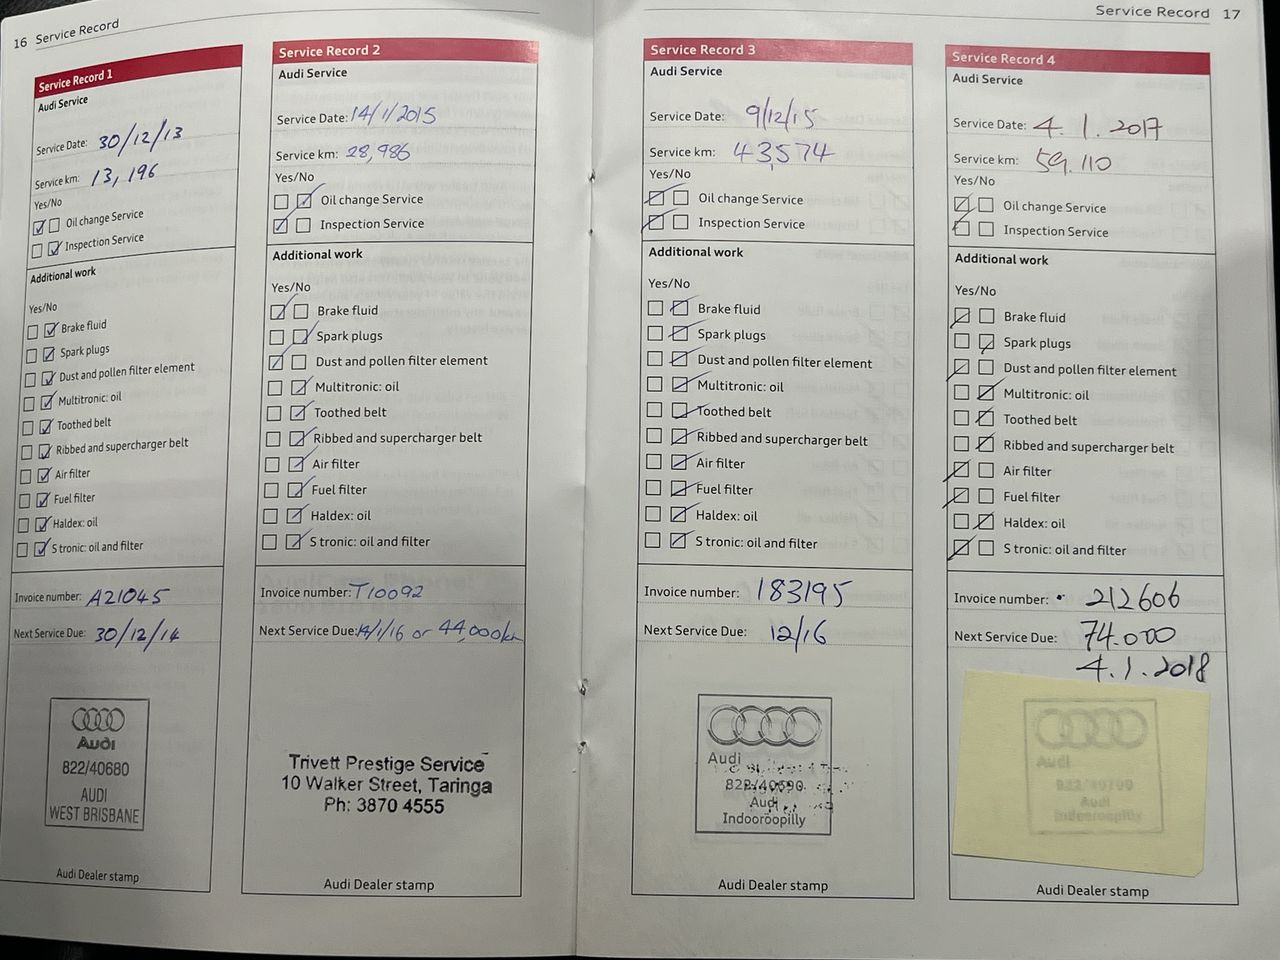 16 Service Record
Service Record 1
Audi Service
Service Date: 30/12/13
Service km: 13,196
Yes/No
Oil change Service
Inspection Service
Additional work
Yes/No
Brake fluid
Spark plugs
Dust and pollen filter element
Multitronic: oil
Toothed belt
Ribbed and supercharger belt
Air filter
Fuel filter
Haldex: oil
S tronic: oil and filter
Invoice number: A21045
Next Service Due: 30/12/14
Audi
822/40680
AUDI
WEST BRISBANE
Audi Dealer stamp
Service Record 2
Audi Service
Service Date: 14/1/2015
Service km: 28,986
Yes/No
Oil change Service
Inspection Service
Additional work
Yes/No
Brake fluid
Spark plugs
Dust and pollen filter element
Multitronic: oil
Toothed belt
Ribbed and supercharger belt
Air filter
Fuel filter
Haldex: oil
S tronic: oil and filter
Invoice number: T10092
Next Service Due: 14/1/16 or 44,000km
Trivett Prestige Service
10 Walker Street, Taringa
Ph: 3870 4555
Audi Dealer stamp
Service Record 17
Service Record 3
Audi Service
Service Date: 9/12/15
Service km: 43,574
Yes/No
Oil change Service
Inspection Service
Additional work
Yes/No
Brake fluid
Spark plugs
Dust and pollen filter element
Multitronic: oil
Toothed belt
Ribbed and supercharger belt
Air filter
Fuel filter
Haldex: oil
S tronic: oil and filter
Invoice number: 183195
Next Service Due: 12/16
Audi
Audi
Indooroopilly
Audi Dealer stamp
Service Record 4
Audi Service
Service Date: 4.1.2017
Service km: 59.110
Yes/No
Oil change Service
Inspection Service
Additional work
Yes/No
Brake fluid
Spark plugs
Dust and pollen filter element
Multitronic: oil
Toothed belt
Ribbed and supercharger belt
Air filter
Fuel filter
Haldex: oil
S tronic: oil and filter
Invoice number: 212606
Next Service Due: 74.000
4.1.2018
Audi
Audi
Indooroopilly
Audi Dealer stamp